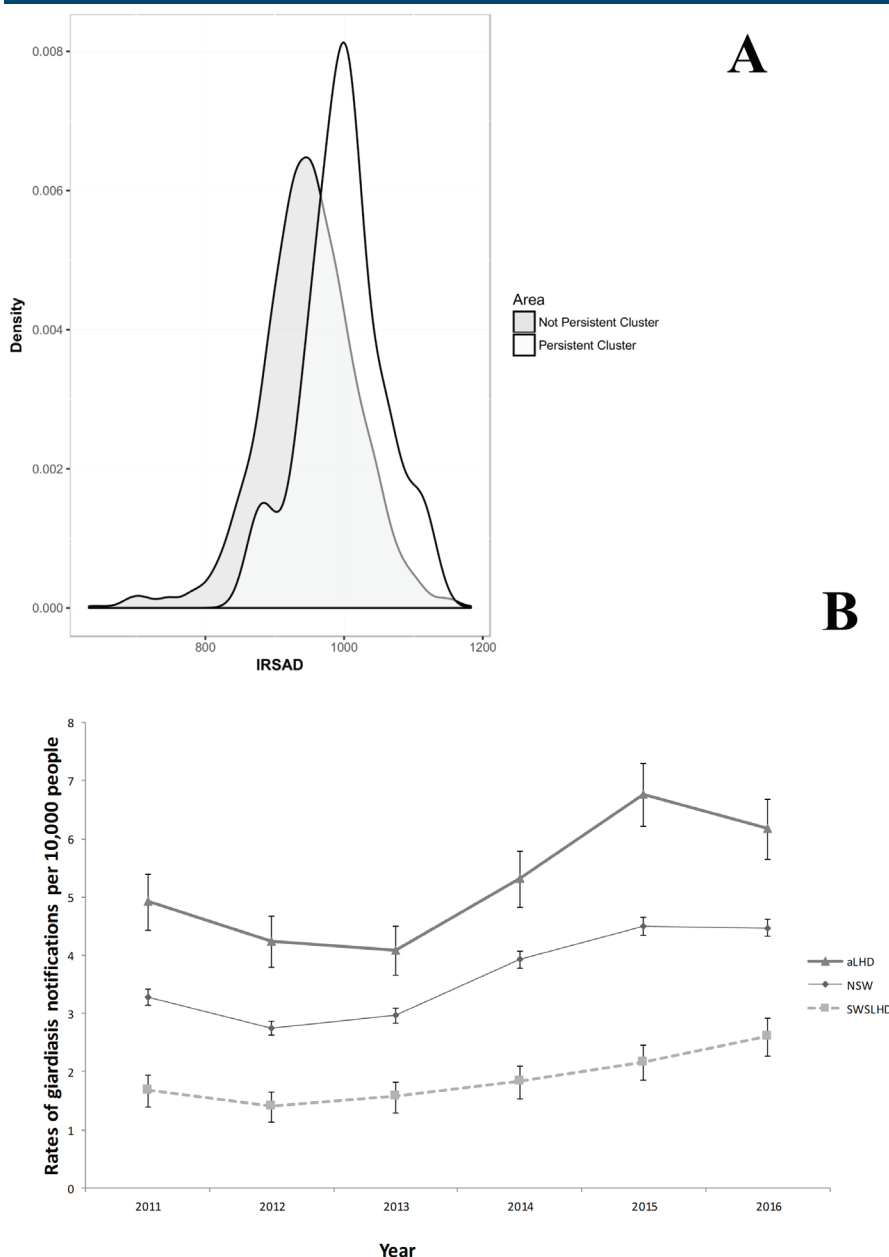 A
0.008
0.006
0.004
0.002
0.000
Density
800
1000
1200
IRSAD
Area
Not Persistent Cluster
Persistent Cluster
B
8
7
6
5
4
3
2
1
0
Rates of giardiasis notifications per 10,000 people
2011
2012
2013
2014
2015
2016
Year
aLHD
NSW
SWSLHD